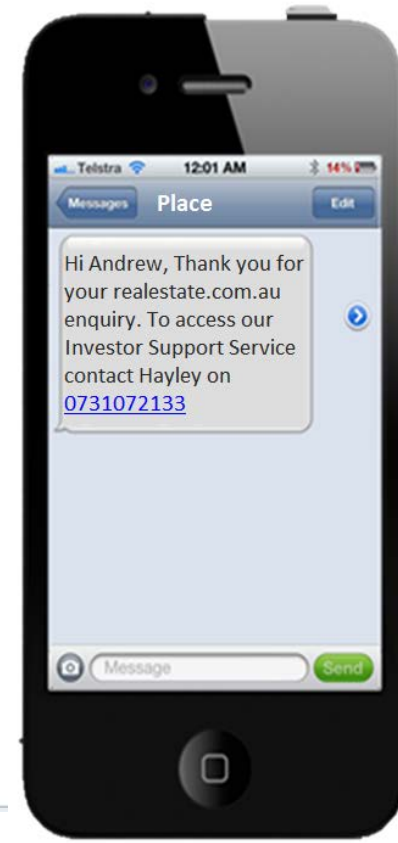 Telstra 12:01 AM 14%
Messages Place Edit
Hi Andrew, Thank you for
your realestate.com.au
enquiry. To access our
Investor Support Service
contact Hayley on
0731072133
Message Send